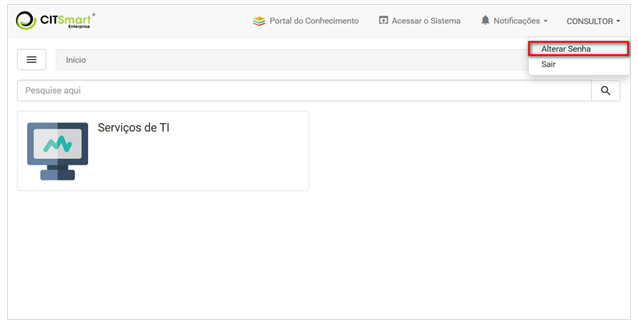 CITSmart Enterprise
Portal do Conhecimento Acessar o Sistema Notificações CONSULTOR
Alterar Senha
Sair
Início
Pesquise aqui
Serviços de TI